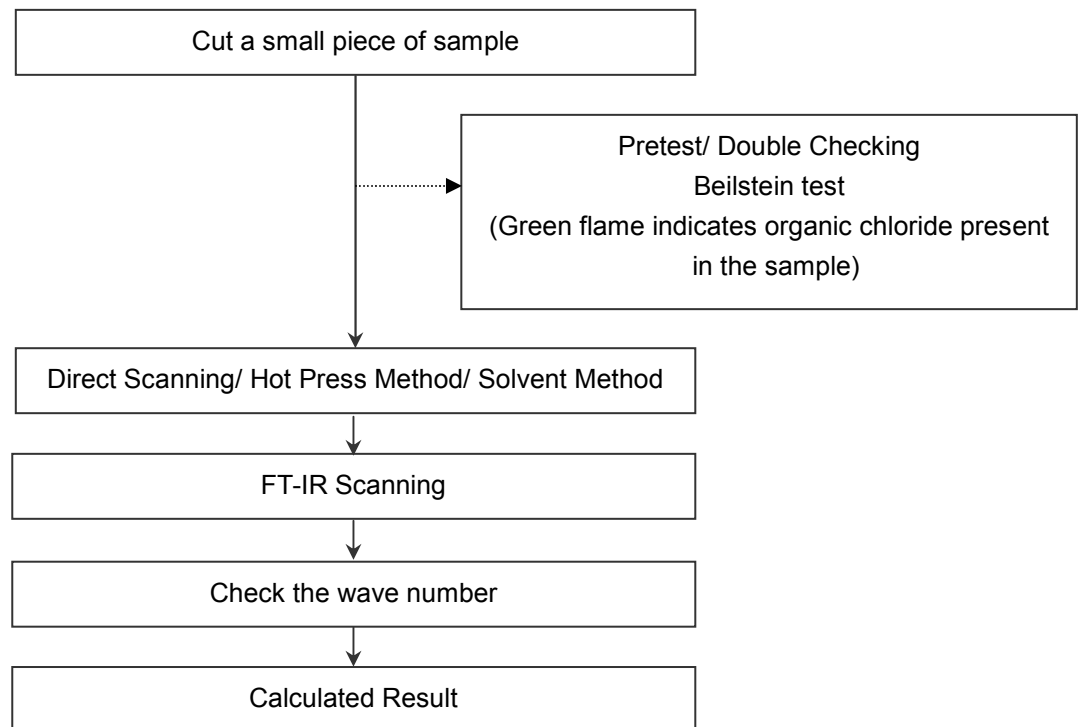 Cut a small piece of sample
Pretest/ Double Checking
Beilstein test
(Green flame indicates organic chloride present
in the sample)
Direct Scanning/ Hot Press Method/ Solvent Method
FT-IR Scanning
Check the wave number
Calculated Result